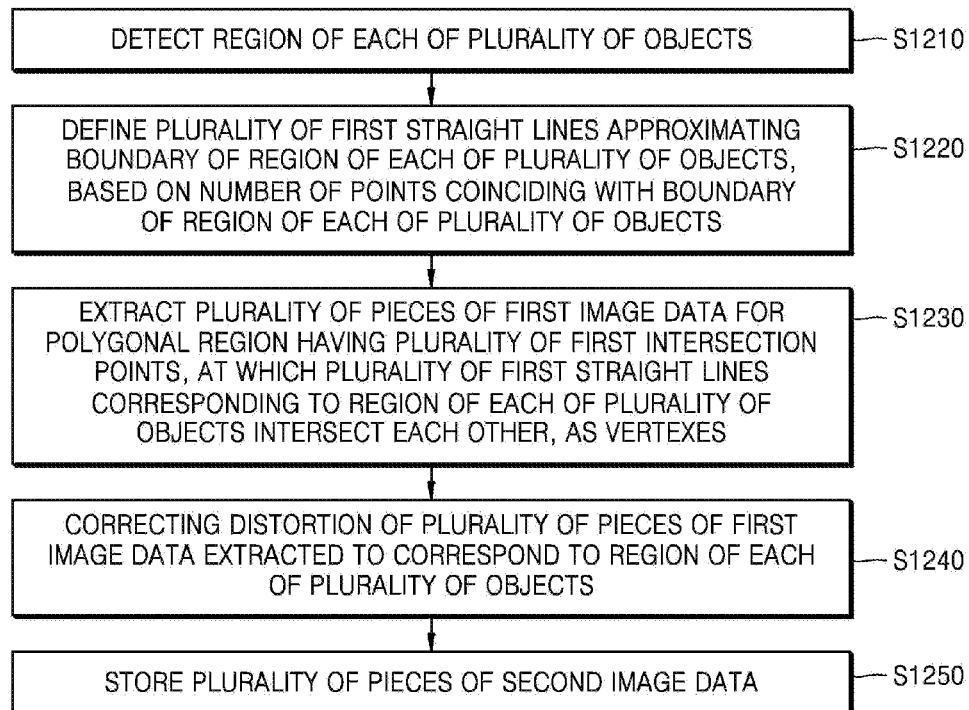 DETECT REGION OF EACH OF PLURALITY OF OBJECTS
S1210
DEFINE PLURALITY OF FIRST STRAIGHT LINES APPROXIMATING
BOUNDARY OF REGION OF EACH OF PLURALITY OF OBJECTS,
BASED ON NUMBER OF POINTS COINCIDING WITH BOUNDARY
OF REGION OF EACH OF PLURALITY OF OBJECTS
S1220
EXTRACT PLURALITY OF PIECES OF FIRST IMAGE DATA FOR
POLYGONAL REGION HAVING PLURALITY OF FIRST INTERSECTION
POINTS, AT WHICH PLURALITY OF FIRST STRAIGHT LINES
CORRESPONDING TO REGION OF EACH OF PLURALITY OF
OBJECTS INTERSECT EACH OTHER, AS VERTEXES
S1230
CORRECTING DISTORTION OF PLURALITY OF PIECES OF FIRST
IMAGE DATA EXTRACTED TO CORRESPOND TO REGION OF EACH
OF PLURALITY OF OBJECTS
S1240
STORE PLURALITY OF PIECES OF SECOND IMAGE DATA
S1250